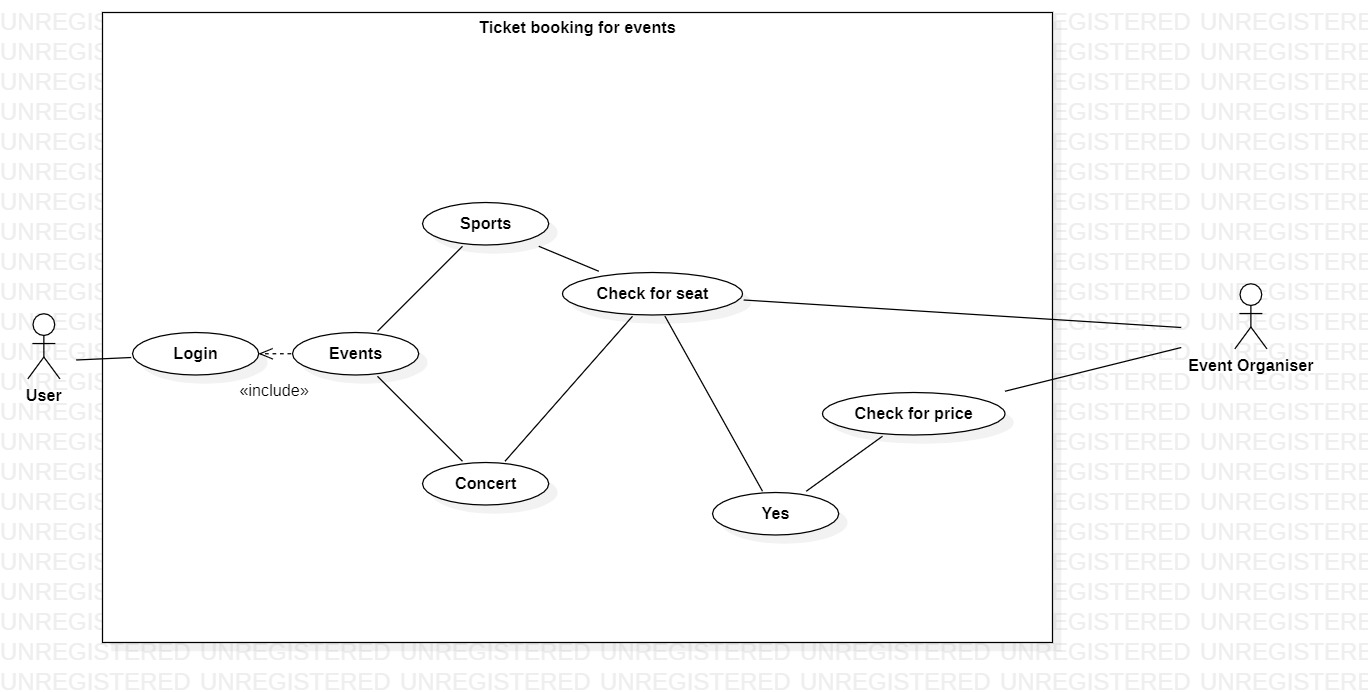 Ticket booking for events
Sports
Check for seat
Login
Events
«include»
User
Event Organiser
Check for price
Concert
Yes
UNREGISTERED UNREGISTERED UNREGISTERED UNREGISTERED UNREGISTERED UNREGISTERED UNREGISTERED